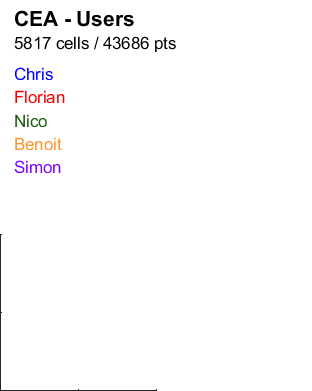 CEA - Users
5817 cells / 43686 pts
Chris
Florian
Nico
Benoit
Simon